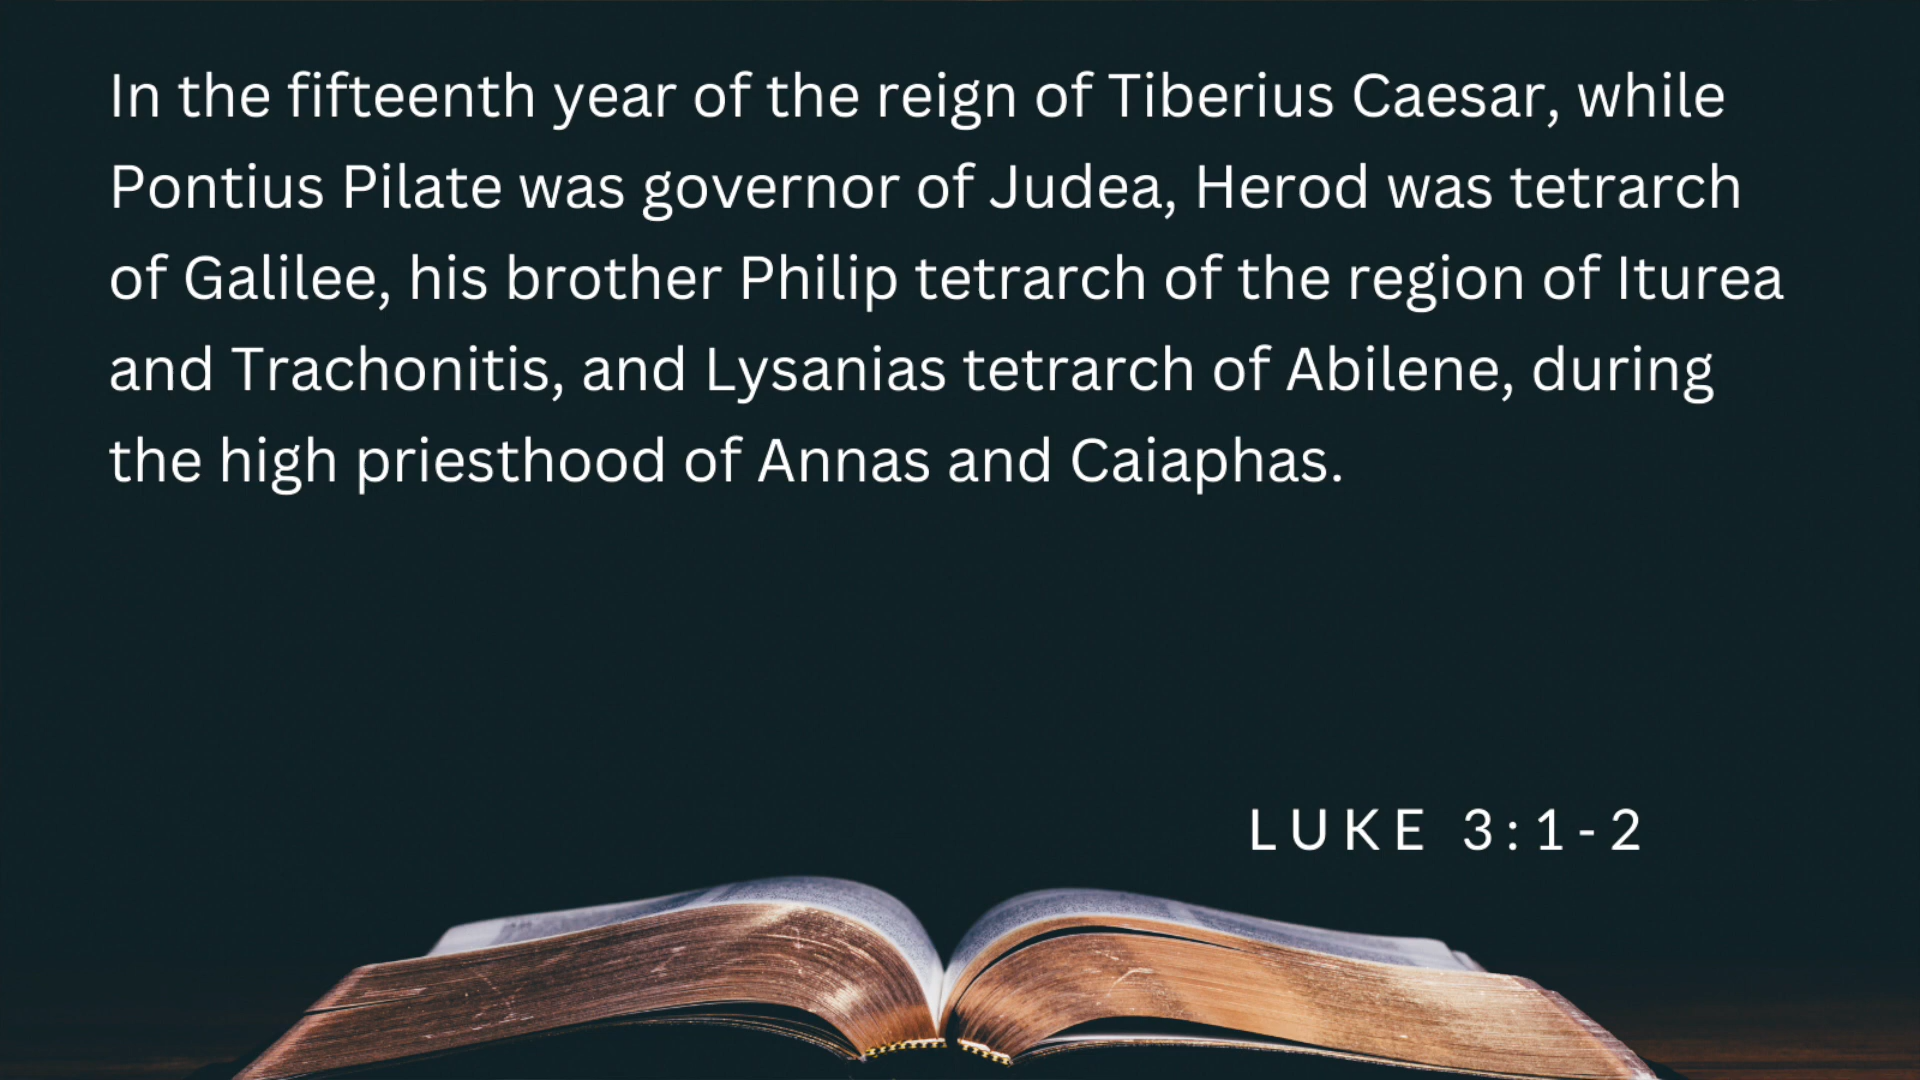 In the fifteenth year of the reign of Tiberius Caesar, while
Pontius Pilate was governor of Judea, Herod was tetrarch
of Galilee, his brother Philip tetrarch of the region of Iturea
and Trachonitis, and Lysanias tetrarch of Abilene, during
the high priesthood of Annas and Caiaphas.
LUKE 3:1-2